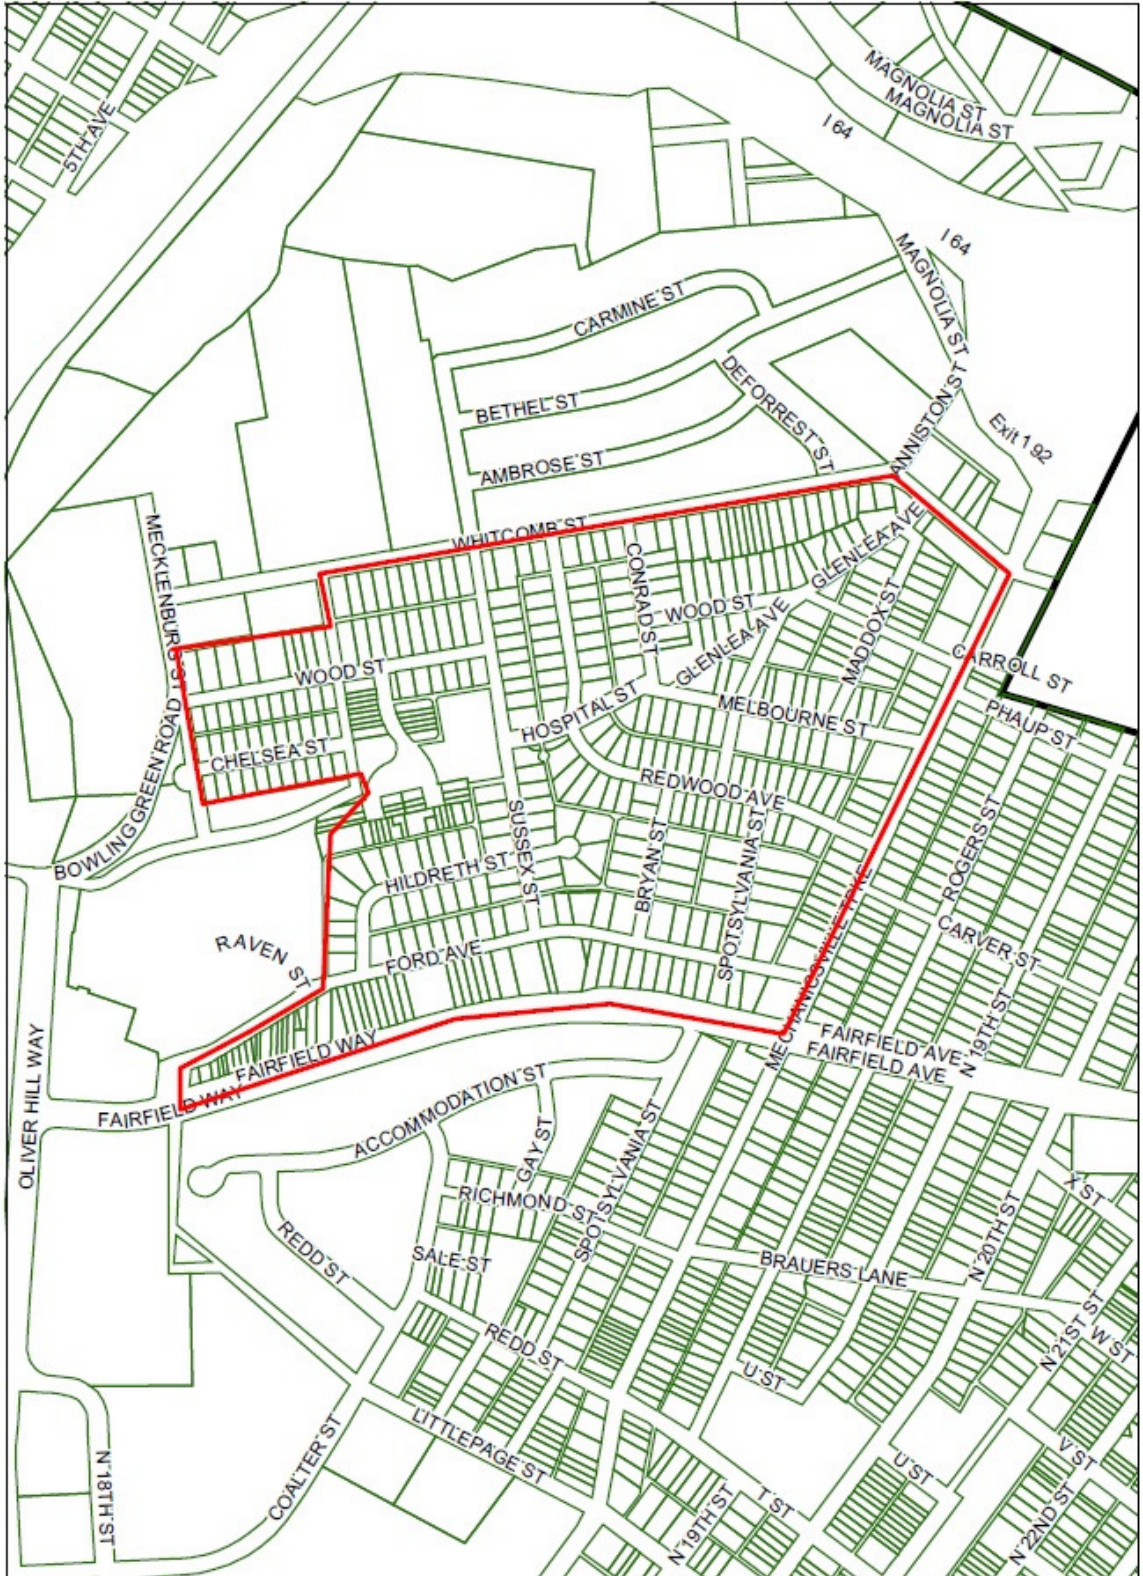 5TH AVE
MAGNOLIA ST
MAGNOLIA ST
I 64
I 64
MAGNOLIA ST
CARMINE ST
DEFORREST ST
BETHEL ST
ANNISTON ST
Exit 192
AMBROSE ST
WHITCOMB ST
MECKLENBURG ST
CONRAD ST
GLENLEA AVE
WOOD ST
MADDOX ST
GLENLEA AVE
WOOD ST
CARROLL ST
HOSPITAL ST
MELBOURNE ST
PHAUP ST
CHELSEA ST
BOWLING GREEN ROAD
REDWOOD AVE
SUSSEX ST
BRYAN ST
SPOTSYLVANIA ST
ROGERS ST
HILDRETH ST
MECHANICSVILLE TPKE
CARVER ST
RAVEN ST
FORD AVE
N 19TH ST
FAIRFIELD WAY
FAIRFIELD AVE
FAIRFIELD AVE
FAIRFIELD WAY
OLIVER HILL WAY
ACCOMMODATION ST
GAY ST
SPOTSYLVANIA ST
RICHMOND ST
X ST
N 20TH ST
REDD ST
SALE ST
BRAUERS LANE
REDD ST
N 21ST ST
W ST
U ST
LITTLEPAGE ST
COALTER ST
N 18TH ST
V ST
U ST
T ST
N 19TH ST
N 22ND ST